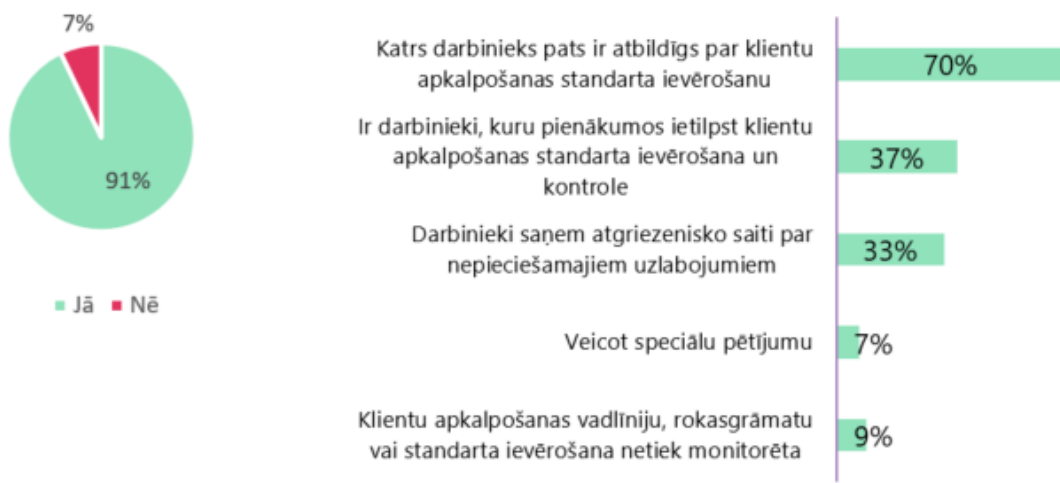 7%
91%
Jā Nē
Katrs darbinieks pats ir atbildīgs par klientu
apkalpošanas standarta ievērošanu
70%
Ir darbinieki, kuru pienākumos ietilpst klientu
apkalpošanas standarta ievērošana un
kontrole
37%
Darbinieki saņem atgriezenisko saiti par
nepieciešamajiem uzlabojumiem
33%
Veicot speciālu pētījumu
7%
Klientu apkalpošanas vadlīniju, rokasgrāmatu
vai standarta ievērošana netiek monitorēta
9%